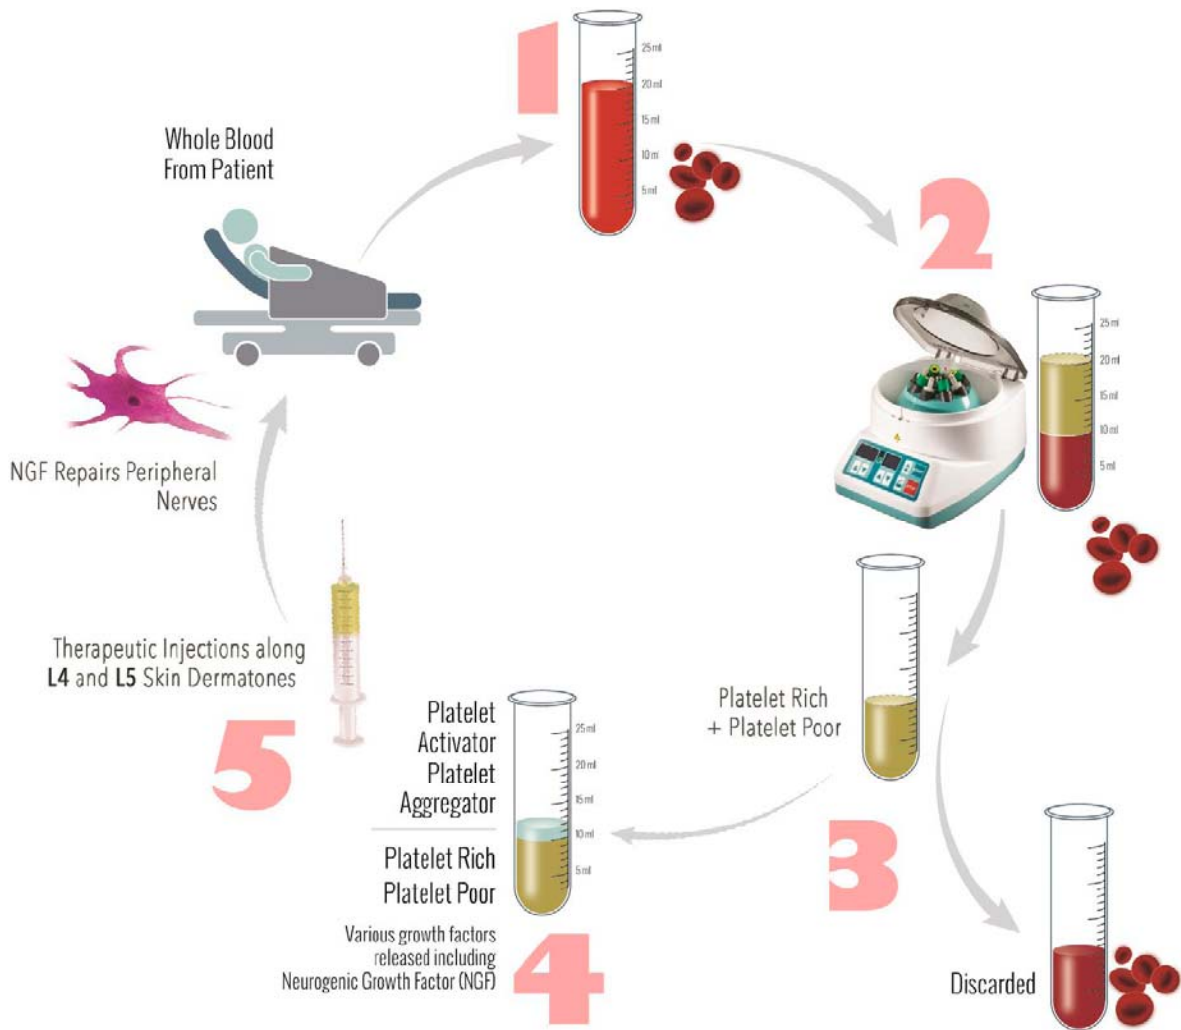 1
25 ml
20 ml
15 ml
10 ml
5 ml
Whole Blood
From Patient
2
25 ml
20 ml
15 ml
10 ml
5 ml
NGF Repairs Peripheral
Nerves
Therapeutic Injections along
L4 and L5 Skin Dermatones
5
Platelet Rich
+ Platelet Poor
3
Discarded
Platelet
Activator
Platelet
Aggregator
25 ml
20 ml
15 ml
10 ml
5 ml
Platelet Rich
Platelet Poor
Various growth factors
released including
Neurogenic Growth Factor (NGF)
4